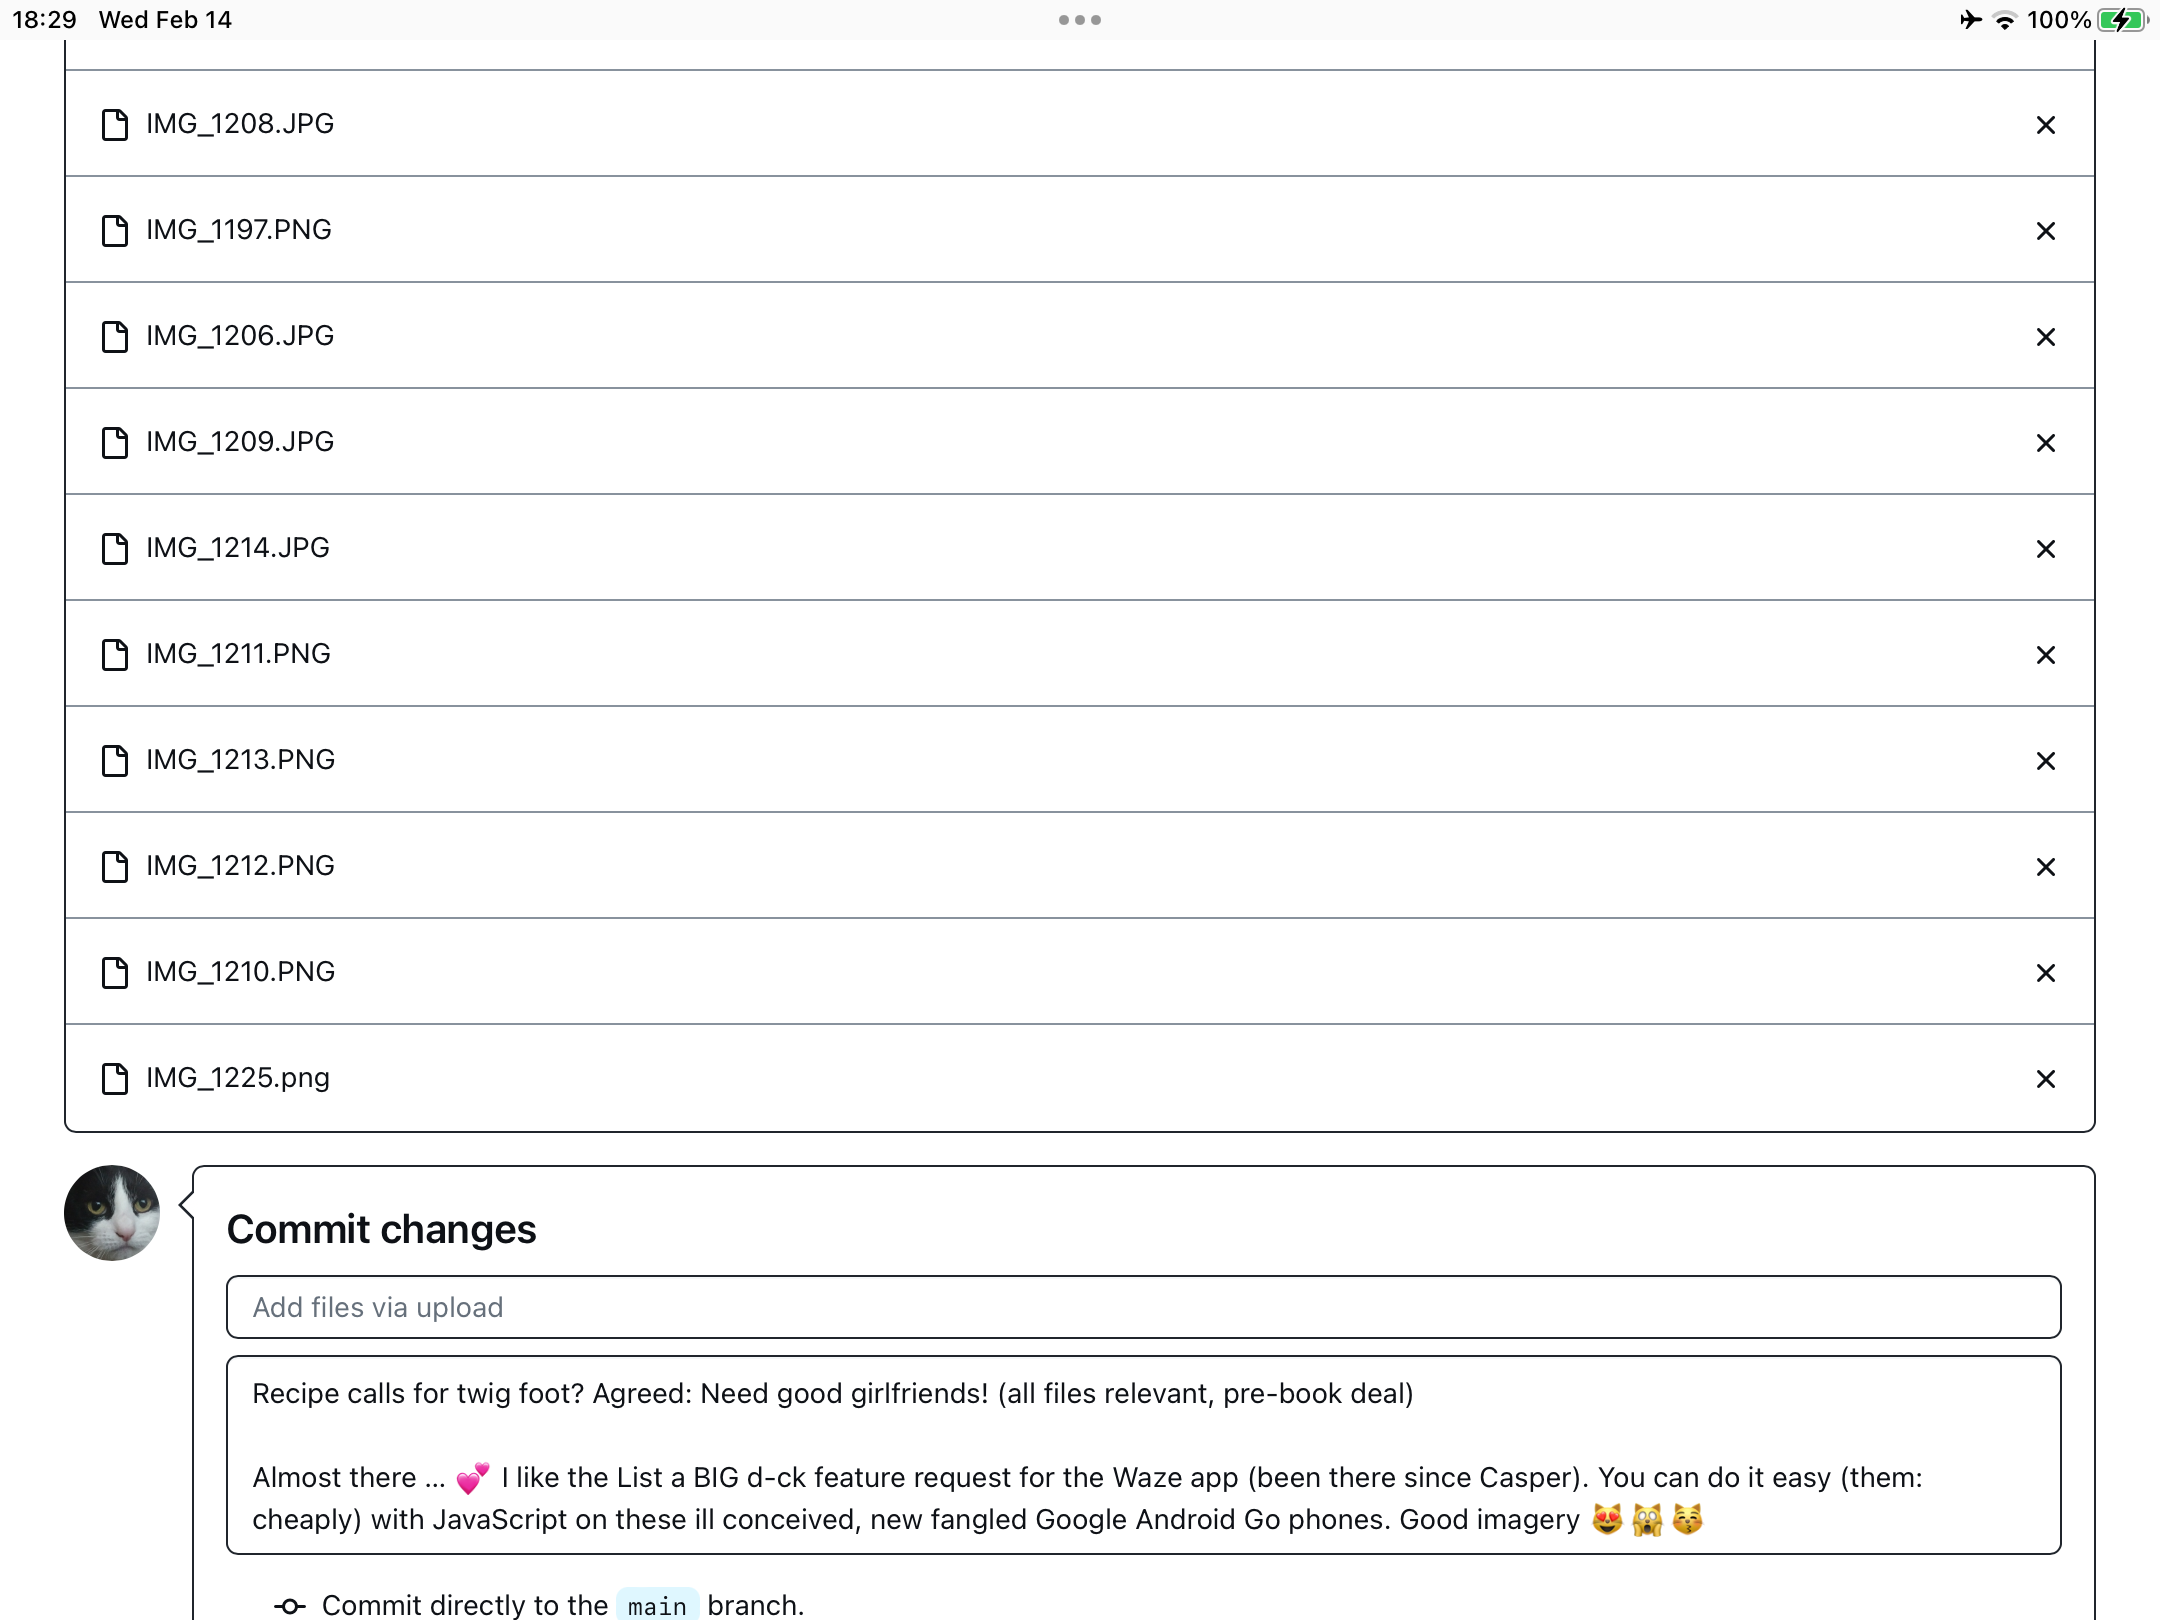 18:29 Wed Feb 14 100%
IMG_1208.JPG
IMG_1197.PNG
IMG_1206.JPG
IMG_1209.JPG
IMG_1214.JPG
IMG_1211.PNG
IMG_1213.PNG
IMG_1212.PNG
IMG_1210.PNG
IMG_1225.png
Commit changes
Add files via upload
Recipe calls for twig foot? Agreed: Need good girlfriends! (all files relevant, pre-book deal)
Almost there ... 💕 I like the List a BIG d-ck feature request for the Waze app (been there since Casper). You can do it easy (them:
cheaply) with JavaScript on these ill conceived, new fangled Google Android Go phones. Good imagery 😻🙀😽
Commit directly to the main branch.